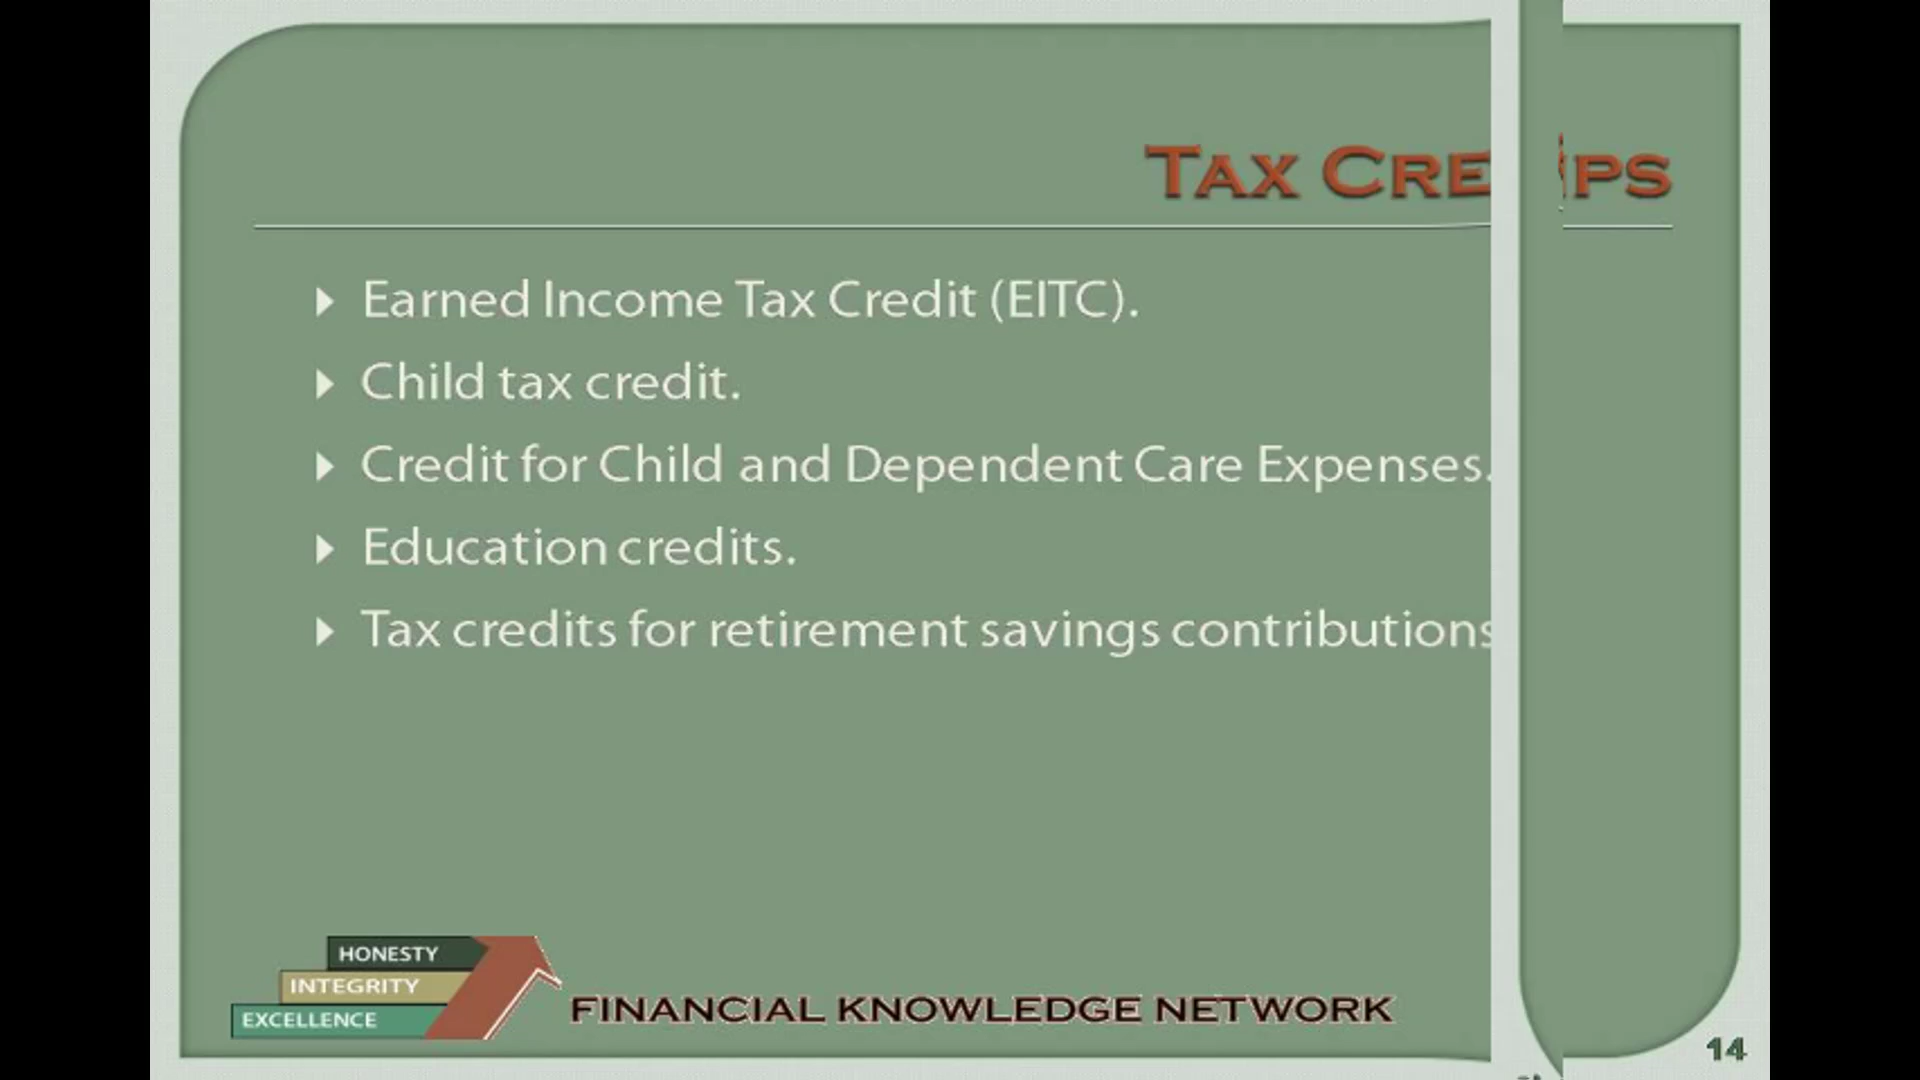 Tax Cre
ps
Earned Income Tax Credit (EITC).
Child tax credit.
Credit for Child and Dependent Care Expenses.
Education credits.
Tax credits for retirement savings contributions
HONESTY
INTEGRITY
EXCELLENCE
FINANCIAL KNOWLEDGE NETWORK
14